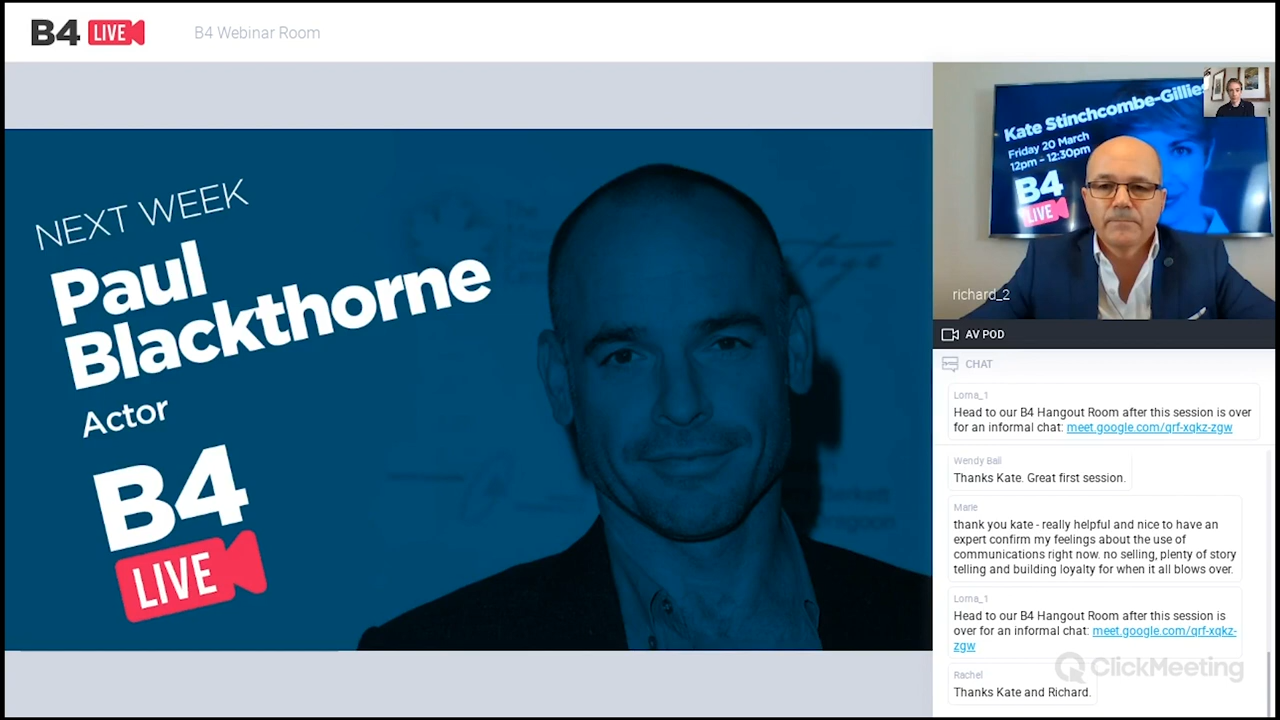 B4 LIVE
B4 Webinar Room
NEXT WEEK
Paul
Blackthorne
Actor
B4
LIVE
Kate Stinchcombe-Gillies
Friday 20 March
12pm - 12:30pm
B4
LIVE
richard_2
AV POD
CHAT
Lorna_1
Head to our B4 Hangout Room after this session is over
for an informal chat: meet.google.com/qrf-xqkz-zgw
Wendy Ball
Thanks Kate. Great first session.
Marie
thank you kate - really helpful and nice to have an
expert confirm my feelings about the use of
communications right now. no selling, plenty of story
telling and building loyalty for when it all blows over.
Lorna_1
Head to our B4 Hangout Room after this session is
over for an informal chat: meet.google.com/qrf-xqkz-
zgw
ClickMeeting
Rachel
Thanks Kate and Richard.